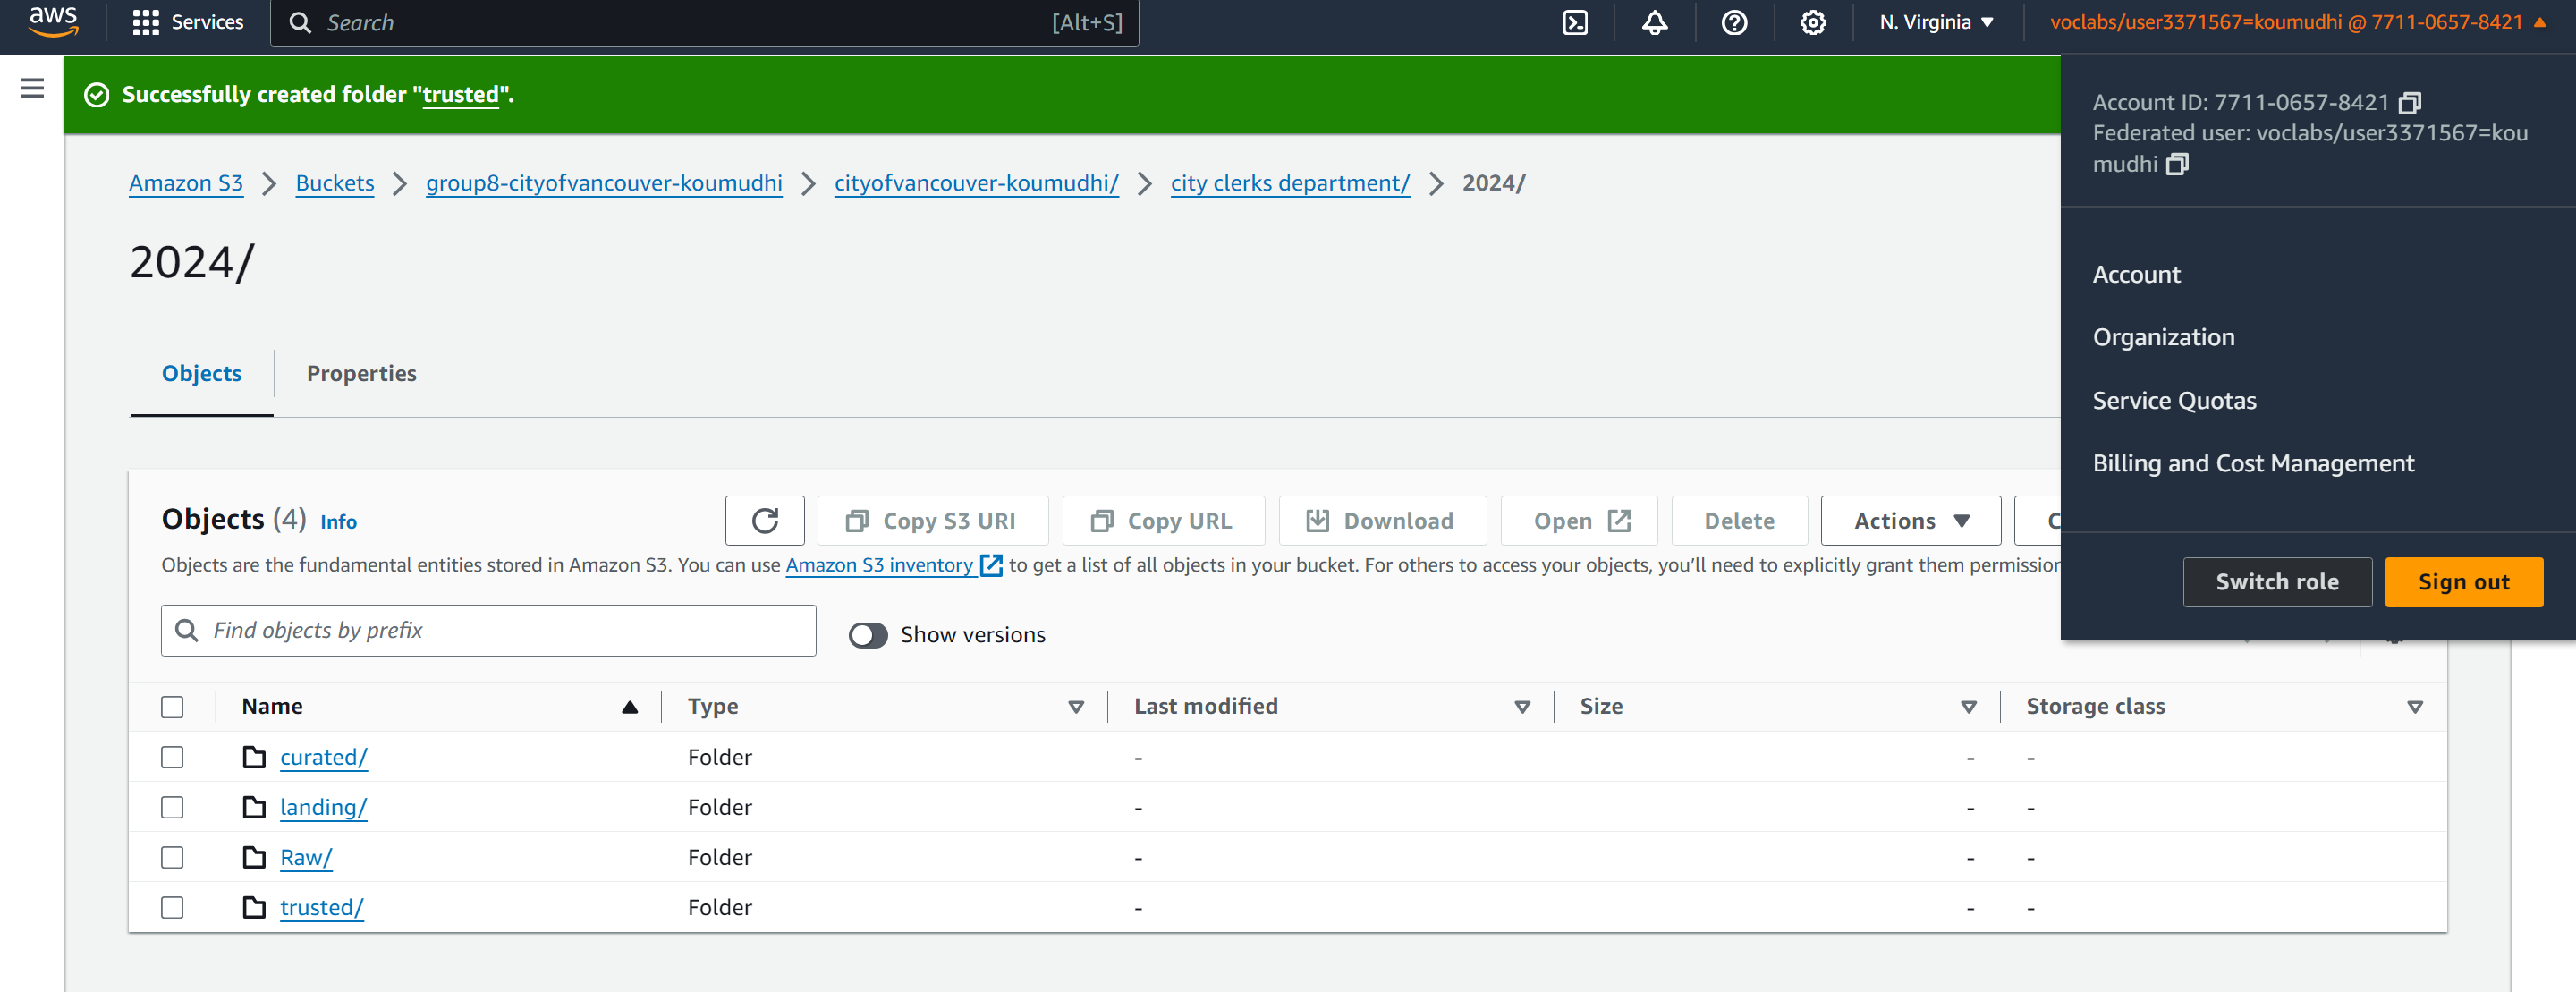 aws
Services
Search
[Alt+S]
N. Virginia
voclabs/user3371567=koumudhi @ 7711-0657-8421
Successfully created folder "trusted".
Account ID: 7711-0657-8421
Federated user: voclabs/user3371567=kou
mudhi
Account
Organization
Service Quotas
Billing and Cost Management
Switch role
Sign out
Amazon S3
Buckets
group8-cityofvancouver-koumudhi
cityofvancouver-koumudhi/
city clerks department/
2024/
2024/
Objects
Properties
Objects (4) Info
Copy S3 URI
Copy URL
Download
Open
Delete
Actions
C
Objects are the fundamental entities stored in Amazon S3. You can use Amazon S3 inventory to get a list of all objects in your bucket. For others to access your objects, you'll need to explicitly grant them permission
Find objects by prefix
Show versions
Name Type Last modified Size Storage class
curated/ Folder - - -
landing/ Folder - - -
Raw/ Folder - - -
trusted/ Folder - - -